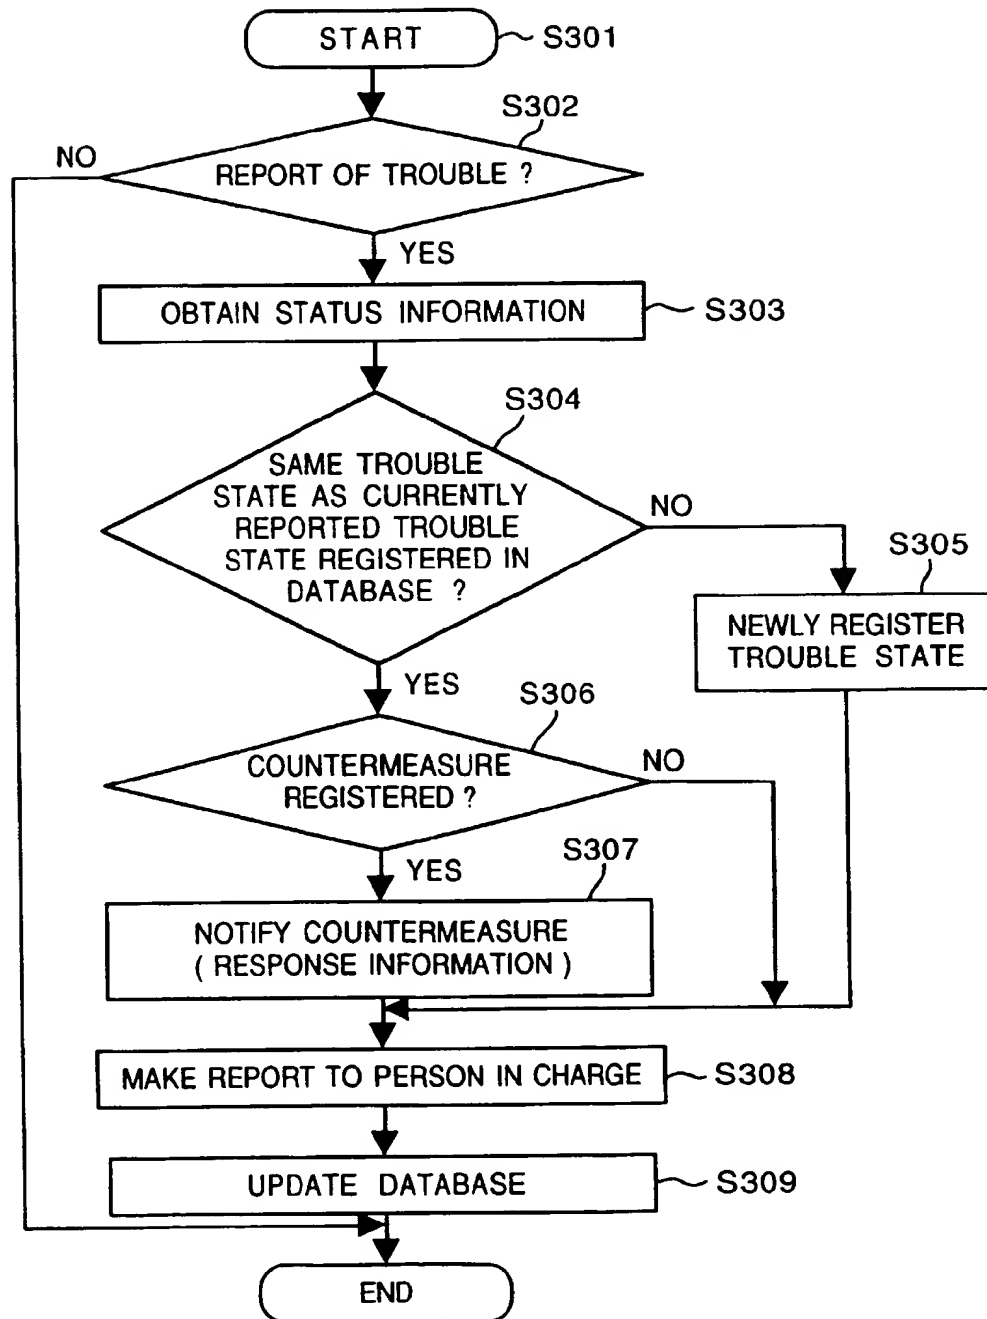 START
S301
S302
NO
REPORT OF TROUBLE ?
YES
OBTAIN STATUS INFORMATION
S303
S304
SAME TROUBLE
STATE AS CURRENTLY
REPORTED TROUBLE
STATE REGISTERED IN
DATABASE ?
NO
S305
NEWLY REGISTER
TROUBLE STATE
YES
S306
COUNTERMEASURE
REGISTERED ?
NO
YES
S307
NOTIFY COUNTERMEASURE
( RESPONSE INFORMATION )
MAKE REPORT TO PERSON IN CHARGE
S308
UPDATE DATABASE
S309
END